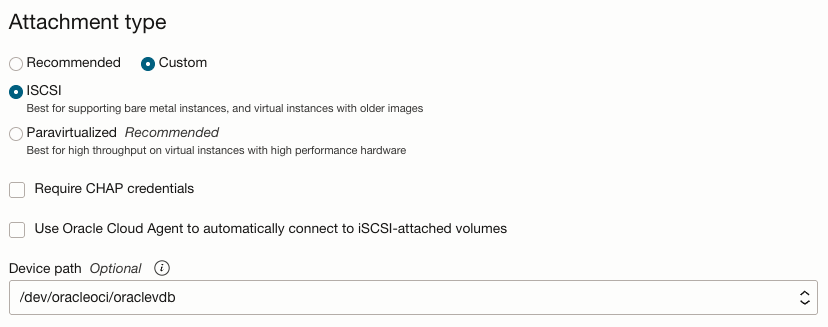 Attachment type
Recommended Custom
ISCSI
Best for supporting bare metal instances, and virtual instances with older images
Paravirtualized Recommended
Best for high throughput on virtual instances with high performance hardware
Require CHAP credentials
Use Oracle Cloud Agent to automatically connect to iSCSI-attached volumes
Device path Optional
/dev/oracleoci/oraclevdb